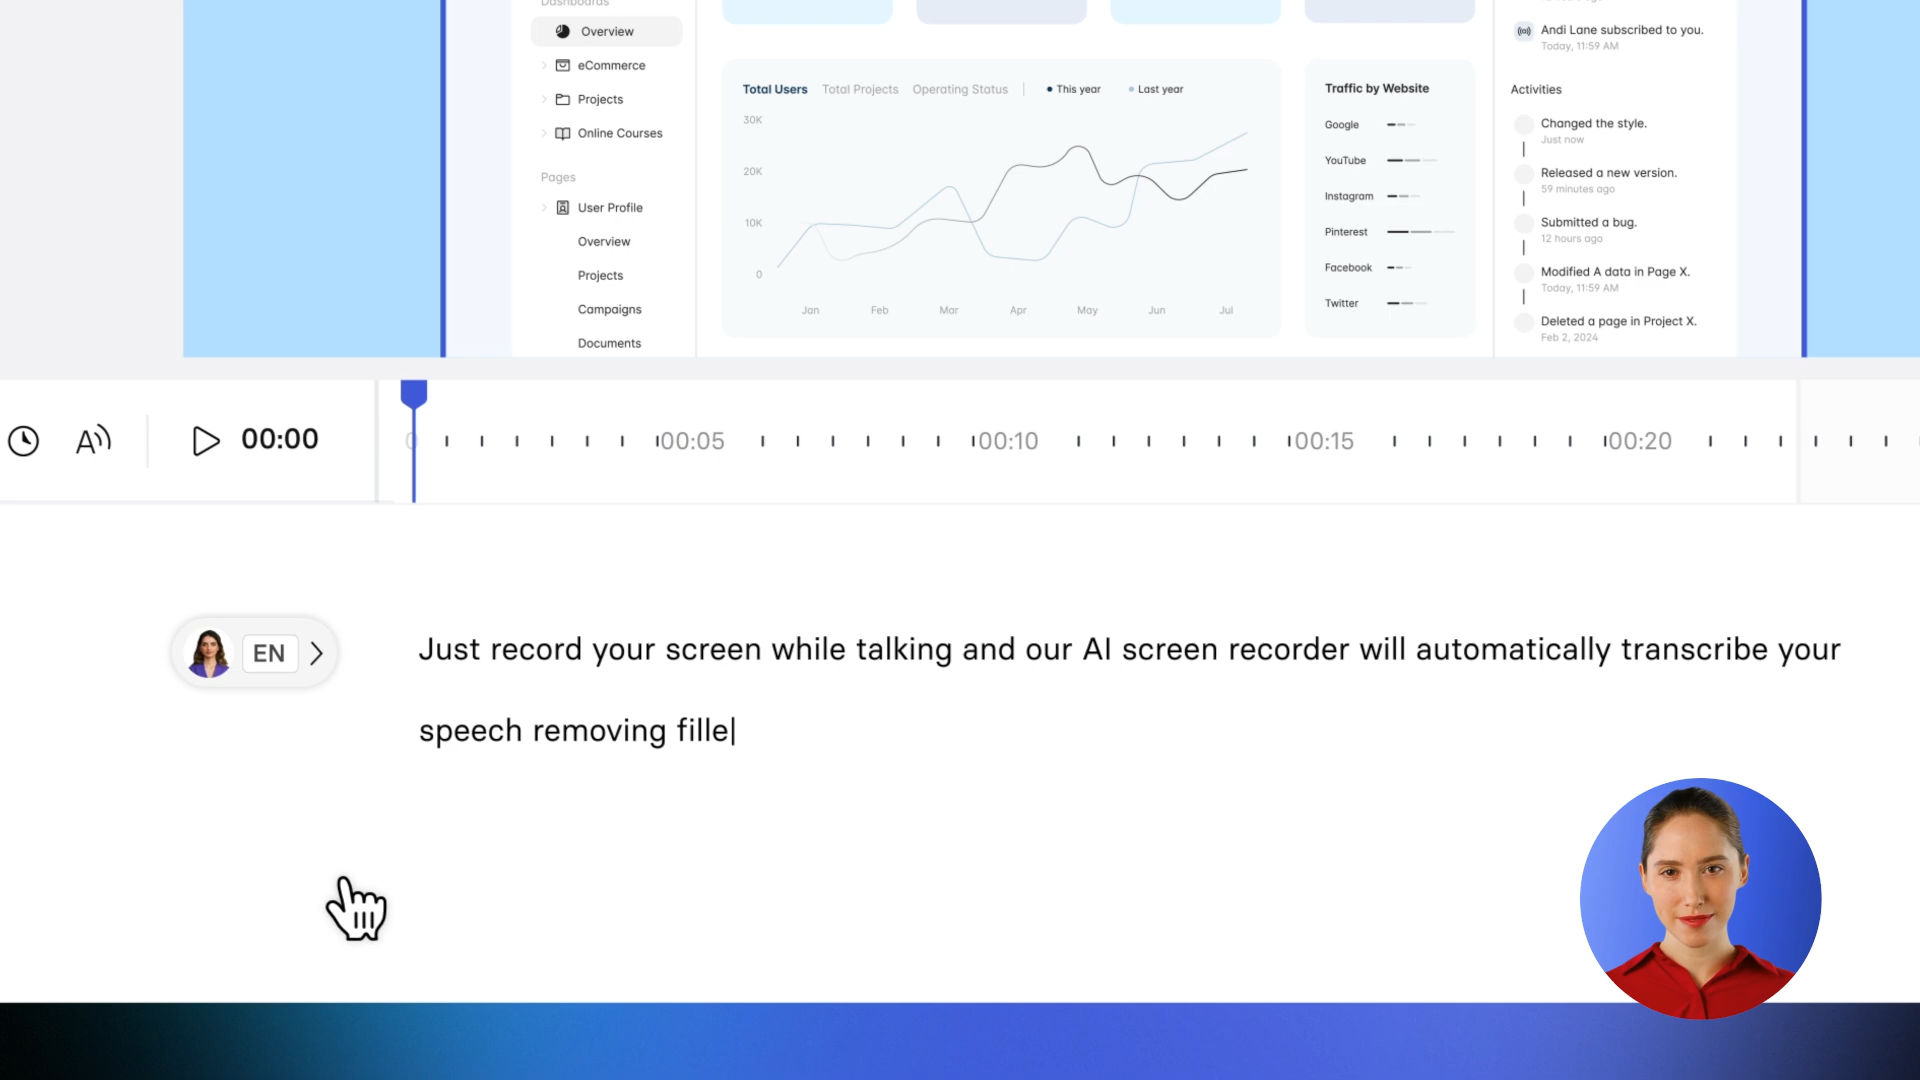 Dashboards
Overview
eCommerce
Projects
Online Courses
Pages
User Profile
Overview
Projects
Campaigns
Documents
Total Users Total Projects Operating Status This year Last year
30K
20K
10K
0
Jan Feb Mar Apr May Jun Jul
Traffic by Website
Google
YouTube
Instagram
Pinterest
Facebook
Twitter
Andi Lane subscribed to you.
Today, 11:59 AM
Activities
Changed the style.
Just now
Released a new version.
59 minutes ago
Submitted a bug.
12 hours ago
Modified A data in Page X.
Today, 11:59 AM
Deleted a page in Project X.
Feb 2, 2024
00:00 0 00:05 00:10 00:15 00:20
EN
Just record your screen while talking and our AI screen recorder will automatically transcribe your
speech removing fille